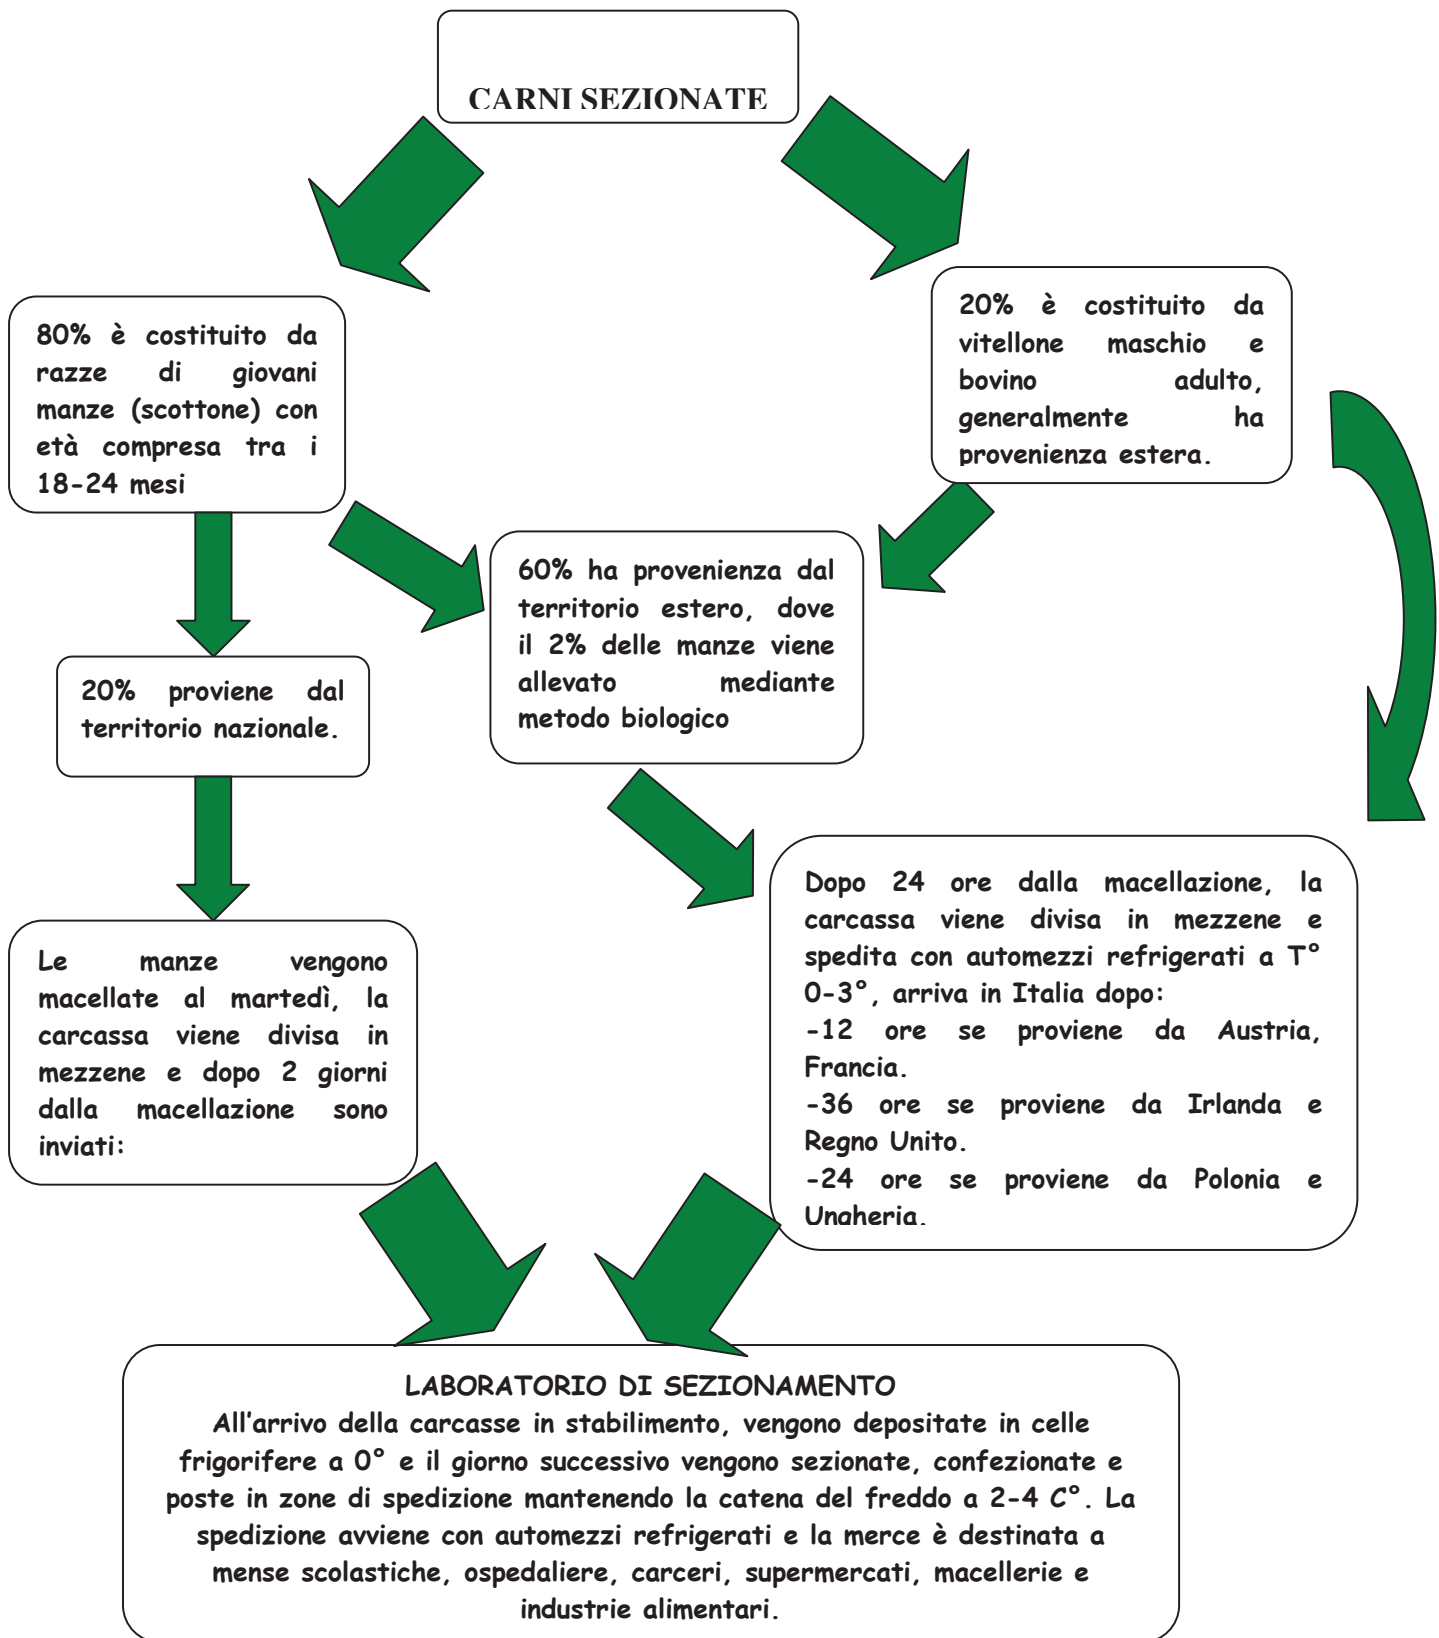 CARNI SEZIONATE
80% è costituito da
razze di giovani
manze (scottone) con
età compresa tra i
18-24 mesi
20% è costituito da
vitellone maschio e
bovino adulto,
generalmente ha
provenienza estera.
60% ha provenienza dal
territorio estero, dove
il 2% delle manze viene
allevato mediante
metodo biologico
20% proviene dal
territorio nazionale.
Le manze vengono
macellate al martedì, la
carcassa viene divisa in
mezzene e dopo 2 giorni
dalla macellazione sono
inviati:
Dopo 24 ore dalla macellazione, la
carcassa viene divisa in mezzene e
spedita con automezzi refrigerati a T°
0-3°, arriva in Italia dopo:
-12 ore se proviene da Austria,
Francia.
-36 ore se proviene da Irlanda e
Regno Unito.
-24 ore se proviene da Polonia e
Ungheria.
LABORATORIO DI SEZIONAMENTO
All'arrivo della carcasse in stabilimento, vengono depositate in celle
frigorifere a 0° e il giorno successivo vengono sezionate, confezionate e
poste in zone di spedizione mantenendo la catena del freddo a 2-4 C°. La
spedizione avviene con automezzi refrigerati e la merce è destinata a
mense scolastiche, ospedaliere, carceri, supermercati, macellerie e
industrie alimentari.